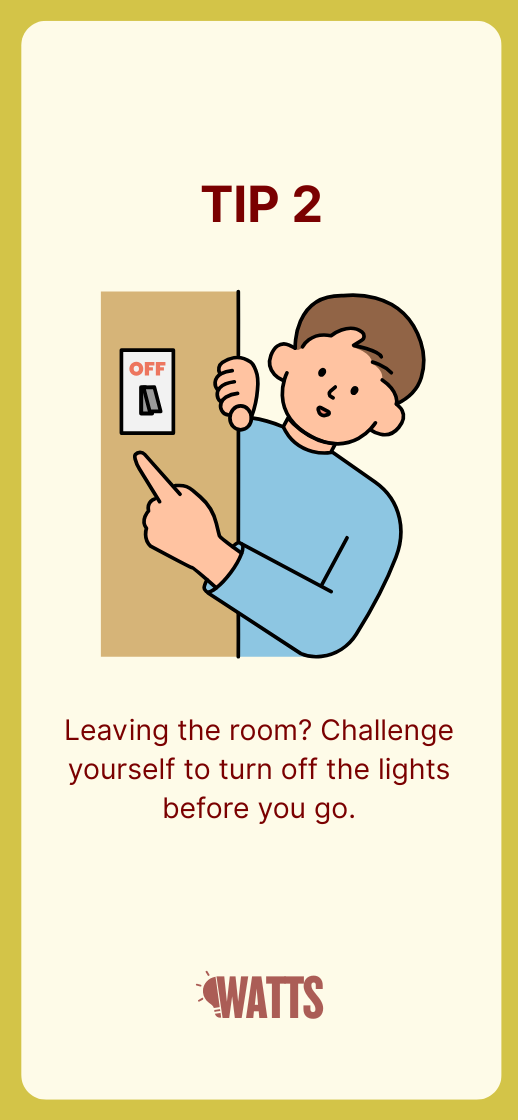 TIP 2
OFF
Leaving the room? Challenge
yourself to turn off the lights
before you go.
WATTS